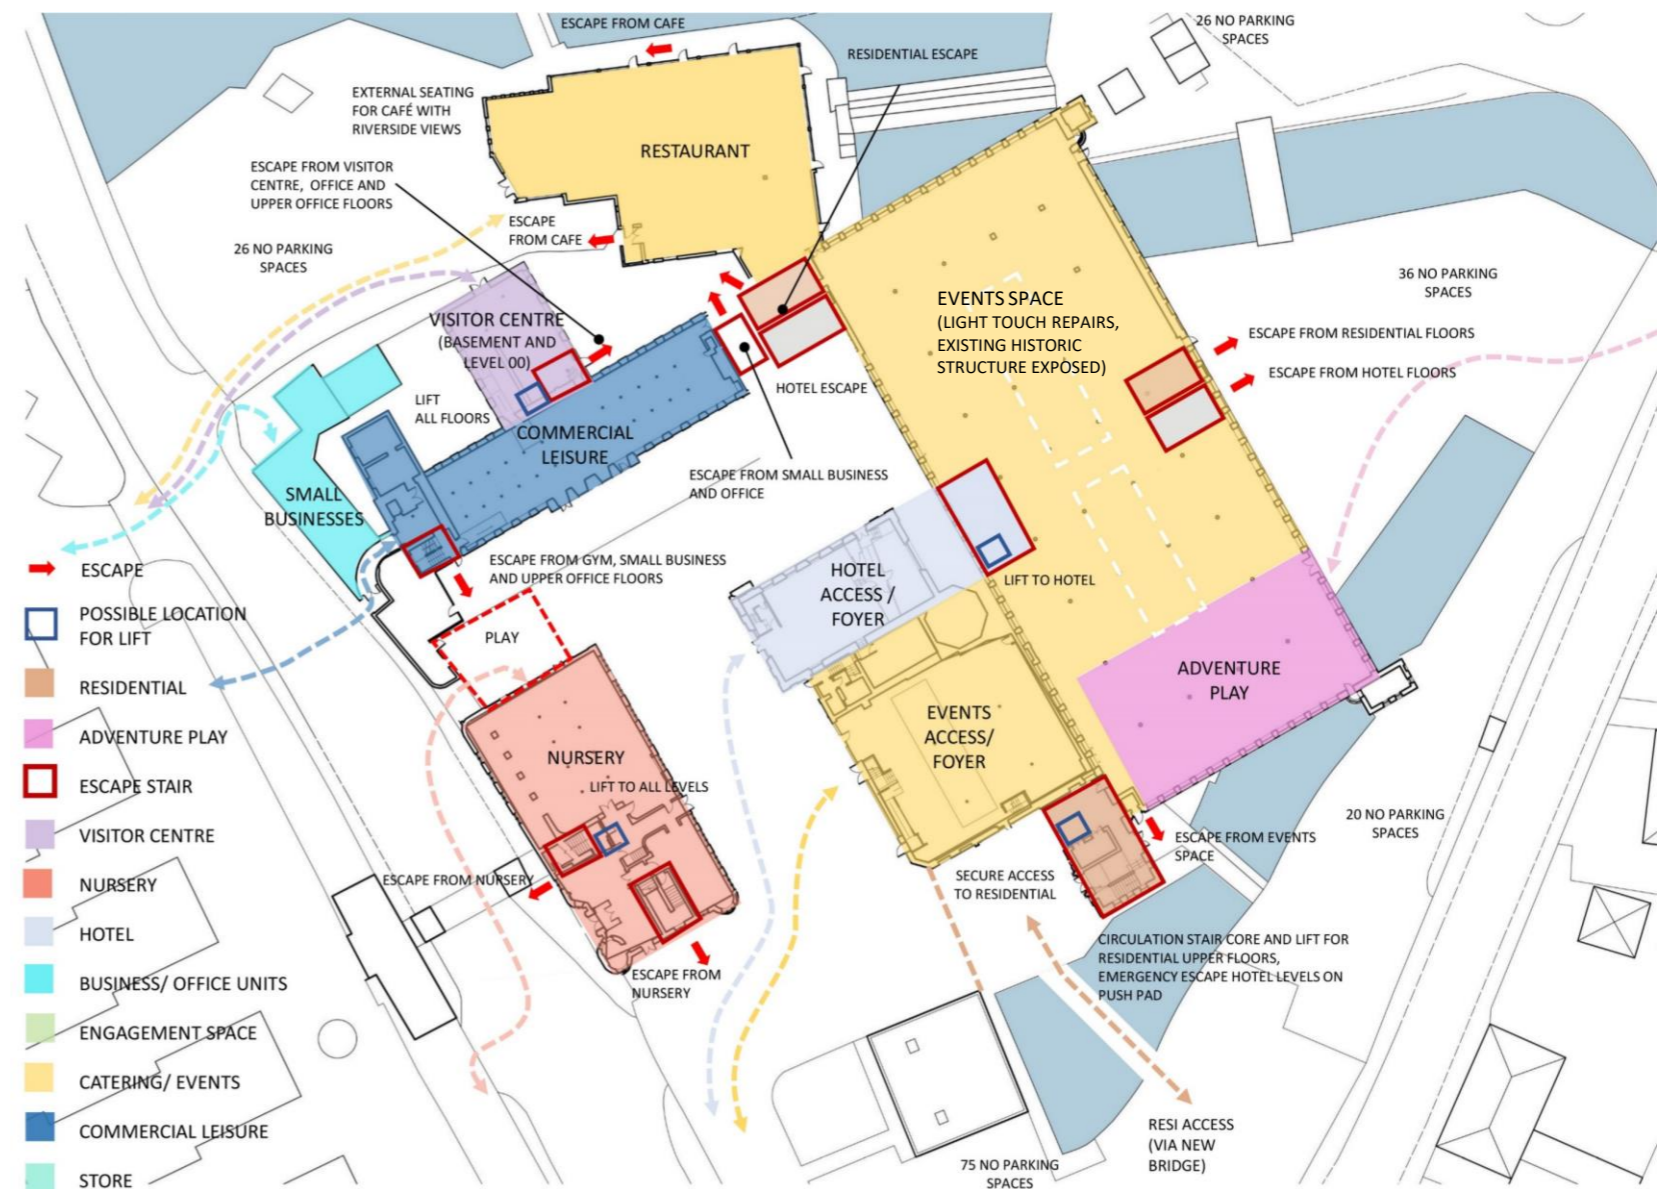 ESCAPE FROM CAFE
26 NO PARKING
SPACES
RESIDENTIAL ESCAPE
EXTERNAL SEATING
FOR CAFÉ WITH
RIVERSIDE VIEWS
RESTAURANT
ESCAPE FROM VISITOR
CENTRE, OFFICE AND
UPPER OFFICE FLOORS
ESCAPE
FROM CAFE
26 NO PARKING
SPACES
36 NO PARKING
SPACES
EVENTS SPACE
(LIGHT TOUCH REPAIRS,
EXISTING HISTORIC
STRUCTURE EXPOSED)
VISITOR CENTRE
(BASEMENT AND
LEVEL 00)
ESCAPE FROM RESIDENTIAL FLOORS
ESCAPE FROM HOTEL FLOORS
HOTEL ESCAPE
LIFT
ALL FLOORS
COMMERCIAL
LEISURE
ESCAPE FROM SMALL BUSINESS
AND OFFICE
SMALL
BUSINESSES
ESCAPE FROM GYM, SMALL BUSINESS
AND UPPER OFFICE FLOORS
HOTEL
ACCESS /
FOYER
LIFT TO HOTEL
PLAY
ADVENTURE
PLAY
EVENTS
ACCESS/
FOYER
NURSERY
LIFT TO ALL LEVELS
20 NO PARKING
SPACES
ESCAPE FROM EVENTS
SPACE
ESCAPE FROM NURSERY
SECURE ACCESS
TO RESIDENTIAL
CIRCULATION STAIR CORE AND LIFT FOR
RESIDENTIAL UPPER FLOORS,
EMERGENCY ESCAPE HOTEL LEVELS ON
PUSH PAD
ESCAPE FROM
NURSERY
RESI ACCESS
(VIA NEW
BRIDGE)
75 NO PARKING
SPACES
ESCAPE
POSSIBLE LOCATION
FOR LIFT
RESIDENTIAL
ADVENTURE PLAY
ESCAPE STAIR
VISITOR CENTRE
NURSERY
HOTEL
BUSINESS/ OFFICE UNITS
ENGAGEMENT SPACE
CATERING/ EVENTS
COMMERCIAL LEISURE
STORE